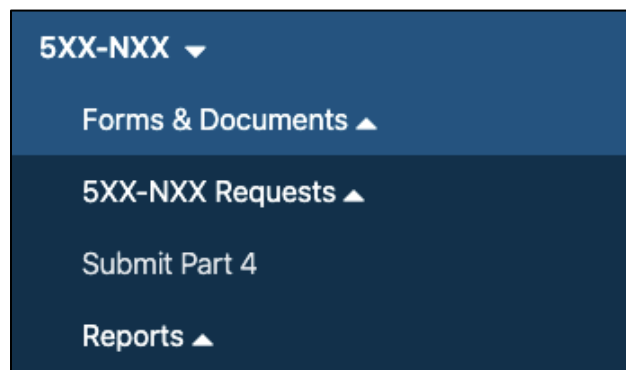 5XX-NXX
Forms & Documents
5XX-NXX Requests
Submit Part 4
Reports